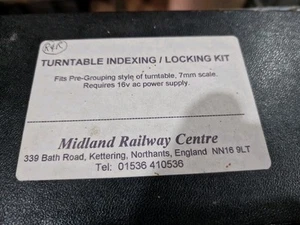 TURNTABLE INDEXING / LOCKING KIT
Fits Pre-Grouping style of turntable, 7mm scale.
Requires 16v ac power supply.
Midland Railway Centre
339 Bath Road, Kettering, Northants, England NN16 9LT
Tel: 01536 410536